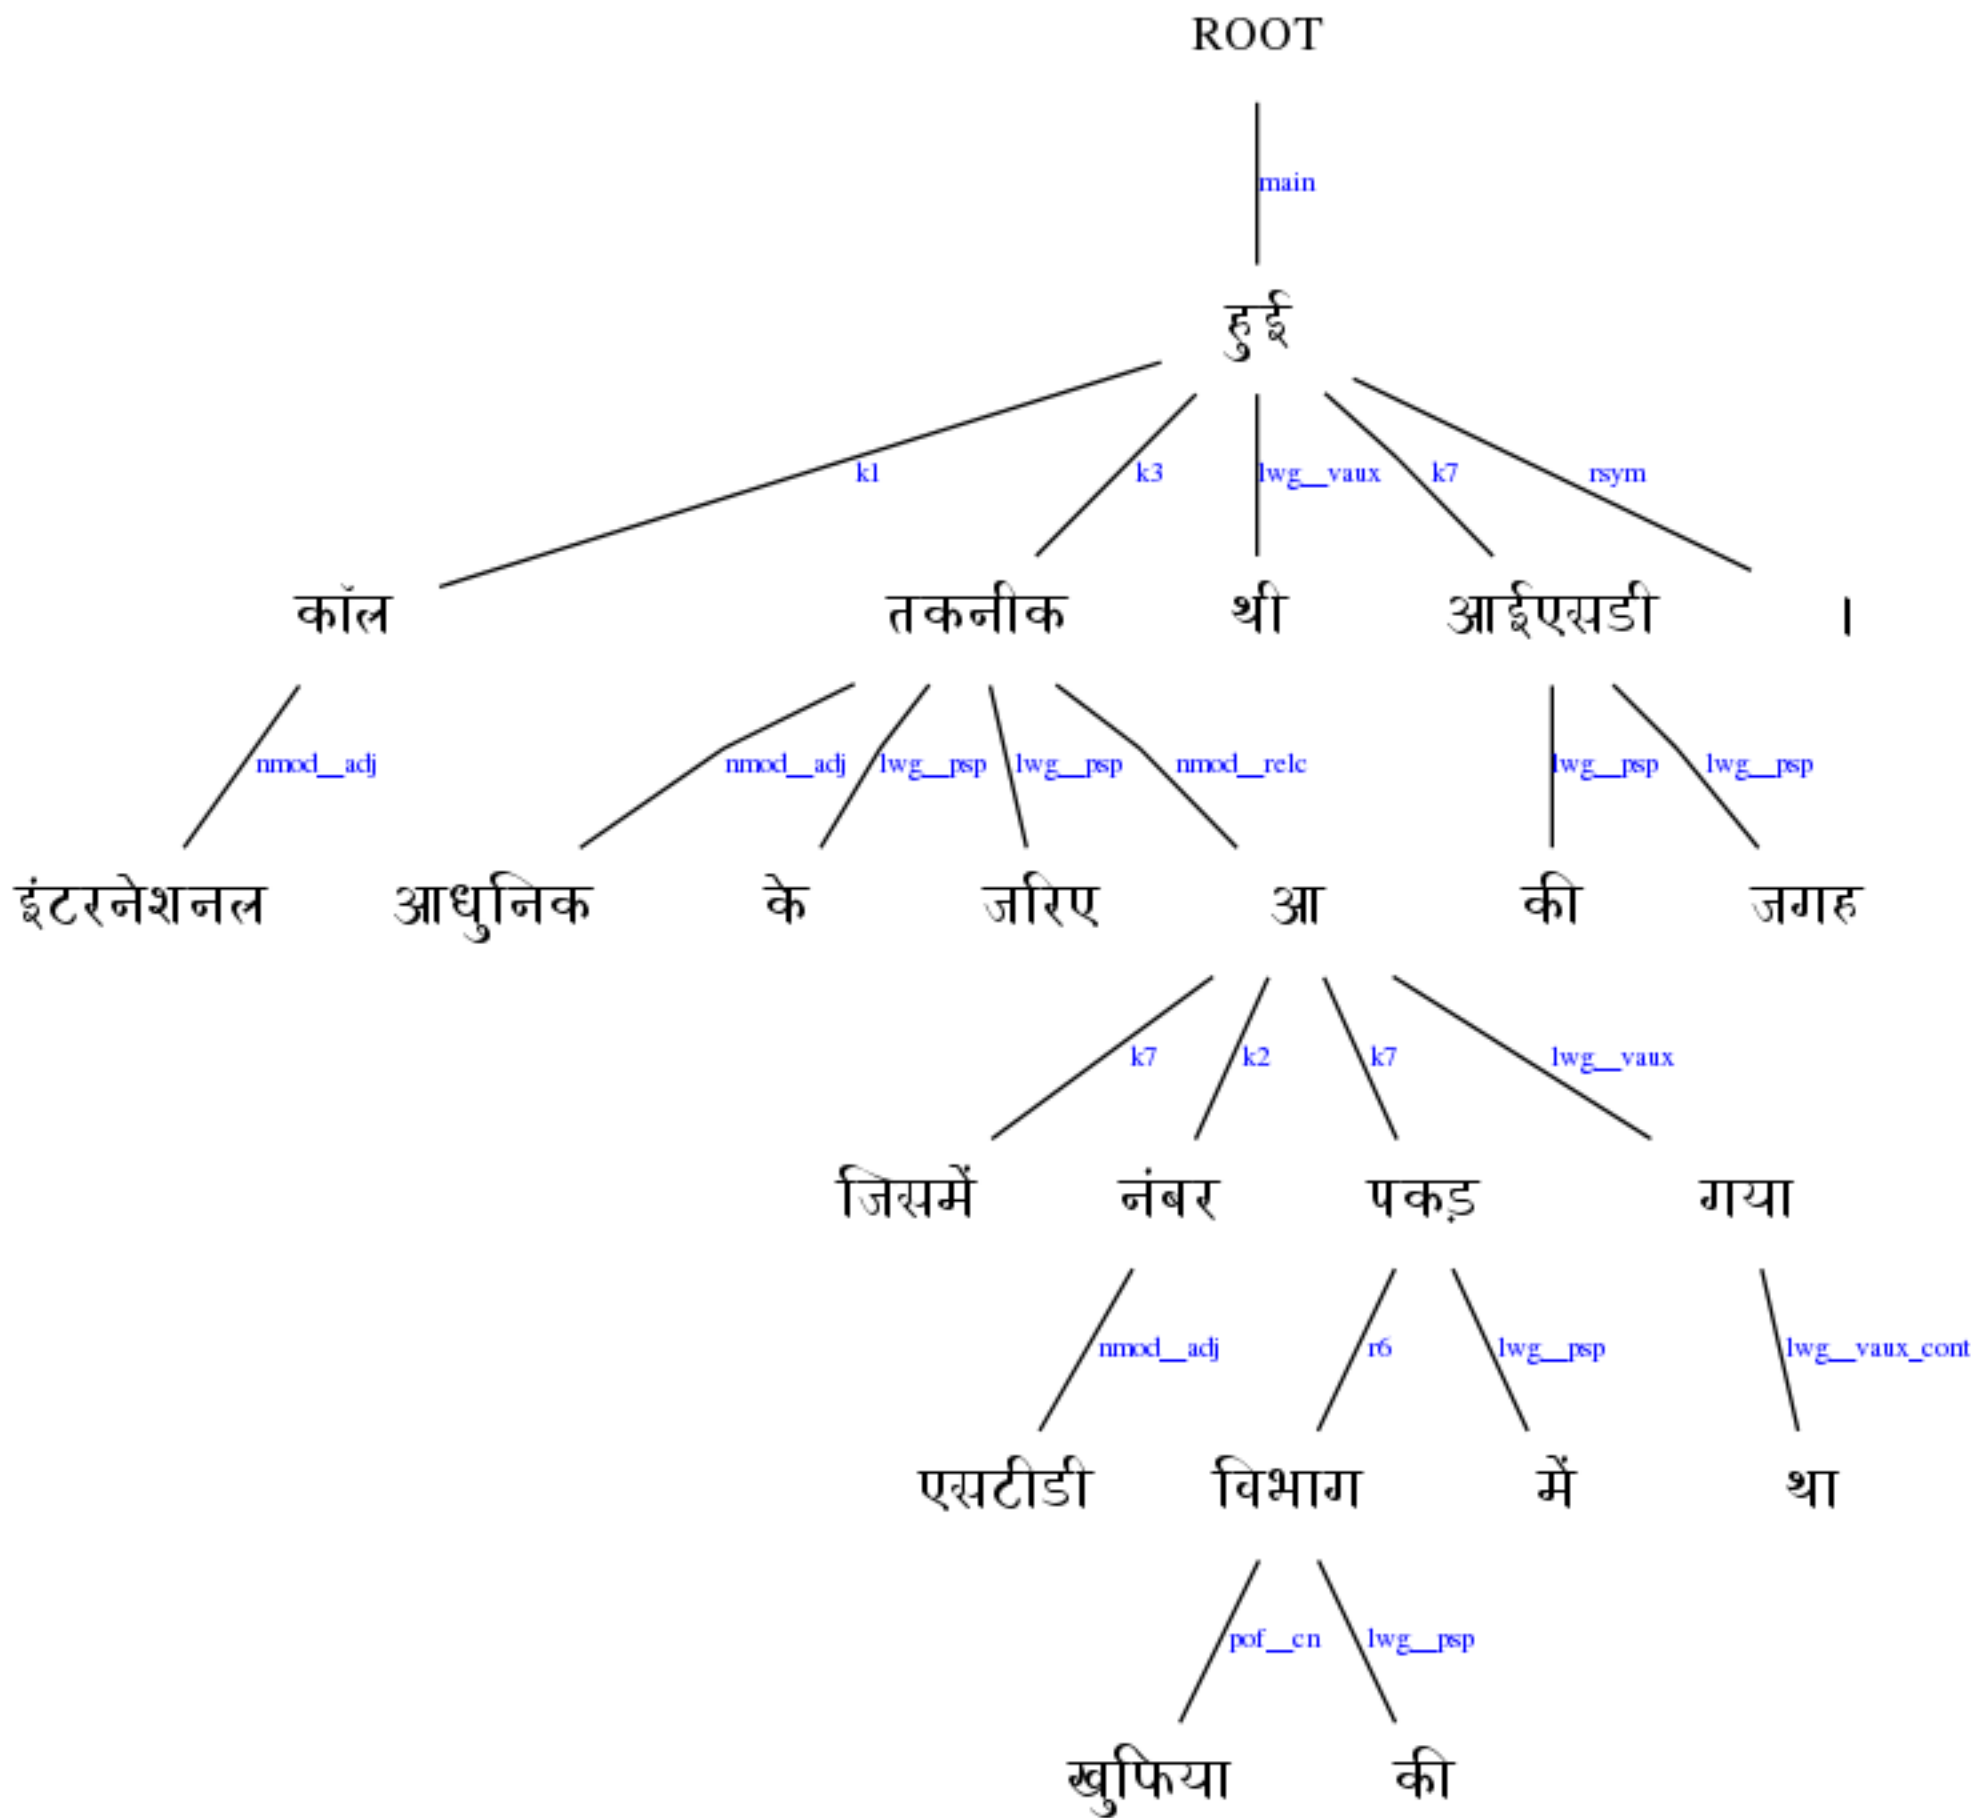 ROOT
main
हुई
k1 k3 lwg__vaux k7 rsym
कॉल तकनीक थी आईएसडी ।
nmod__adj nmod__adj lwg__psp lwg__psp nmod__relc lwg__psp lwg__psp
इंटरनेशनल आधुनिक के जरिए आ की जगह
k7 k2 k7 lwg__vaux
जिसमें नंबर पकड़ गया
nmod__adj r6 lwg__psp lwg__vaux_cont
एसटीडी विभाग में था
pof__cn lwg__psp
खुफिया की